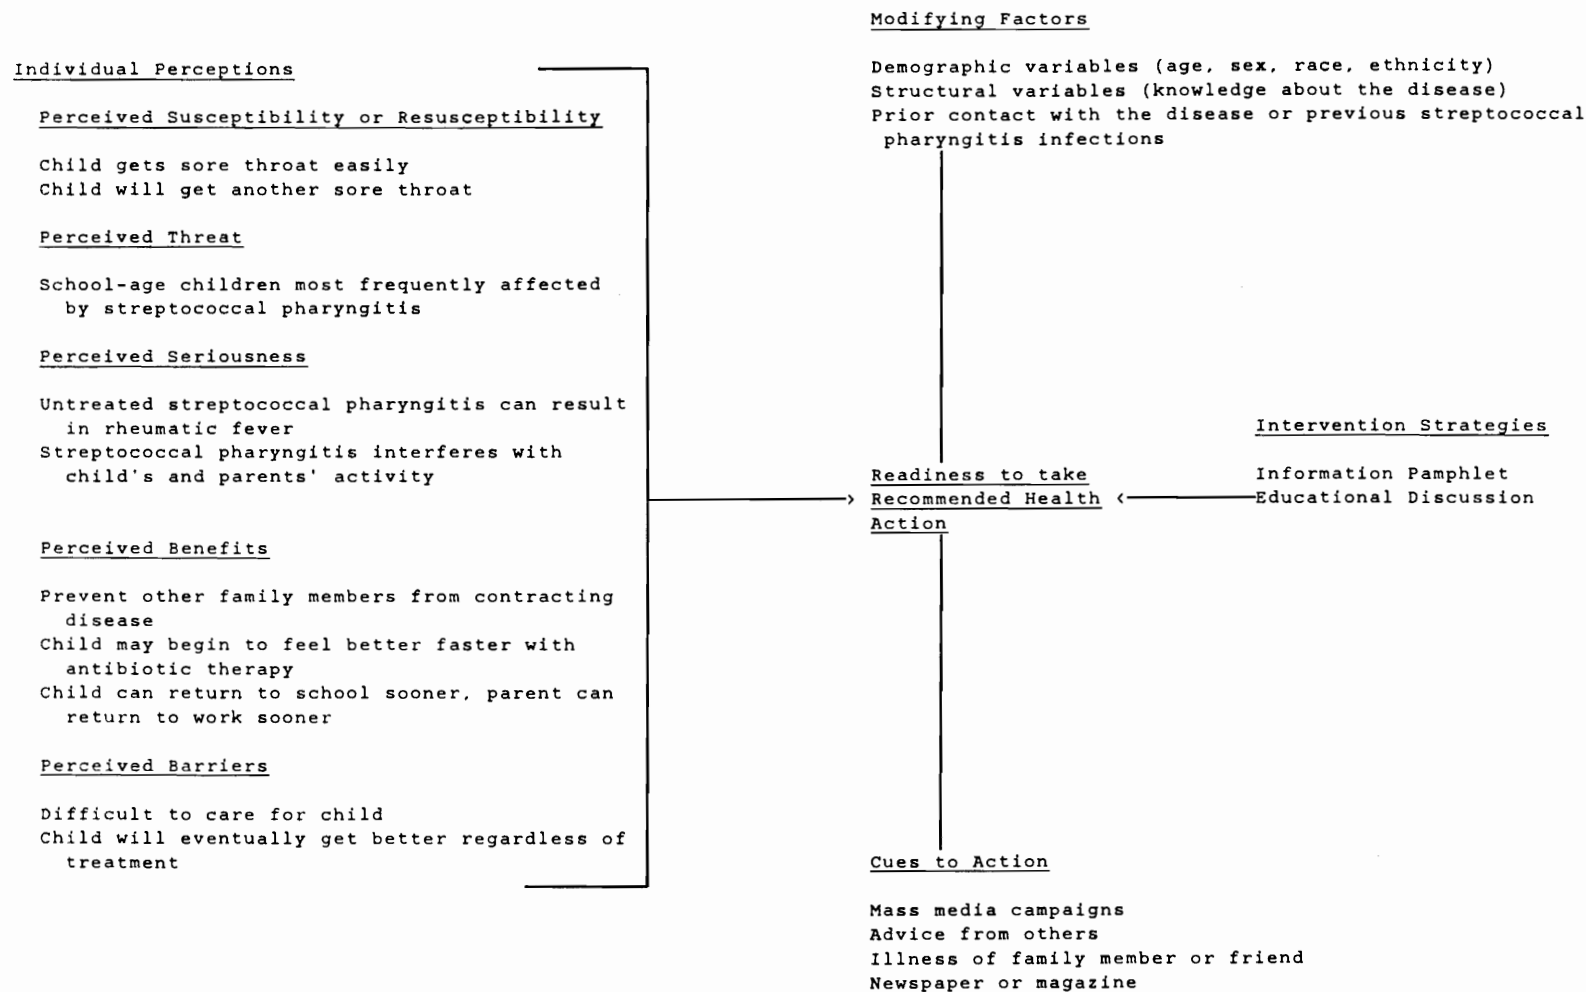 Individual Perceptions
Perceived Susceptibility or Resusceptibility
Child gets sore throat easily
Child will get another sore throat
Perceived Threat
School-age children most frequently affected
by streptococcal pharyngitis
Perceived Seriousness
Untreated streptococcal pharyngitis can result
in rheumatic fever
Streptococcal pharyngitis interferes with
child's and parents' activity
Perceived Benefits
Prevent other family members from contracting
disease
Child may begin to feel better faster with
antibiotic therapy
Child can return to school sooner, parent can
return to work sooner
Perceived Barriers
Difficult to care for child
Child will eventually get better regardless of
treatment
Modifying Factors
Demographic variables (age, sex, race, ethnicity)
Structural variables (knowledge about the disease)
Prior contact with the disease or previous streptococcal
pharyngitis infections
Readiness to take
Recommended Health
Action
Intervention Strategies
Information Pamphlet
Educational Discussion
Cues to Action
Mass media campaigns
Advice from others
Illness of family member or friend
Newspaper or magazine